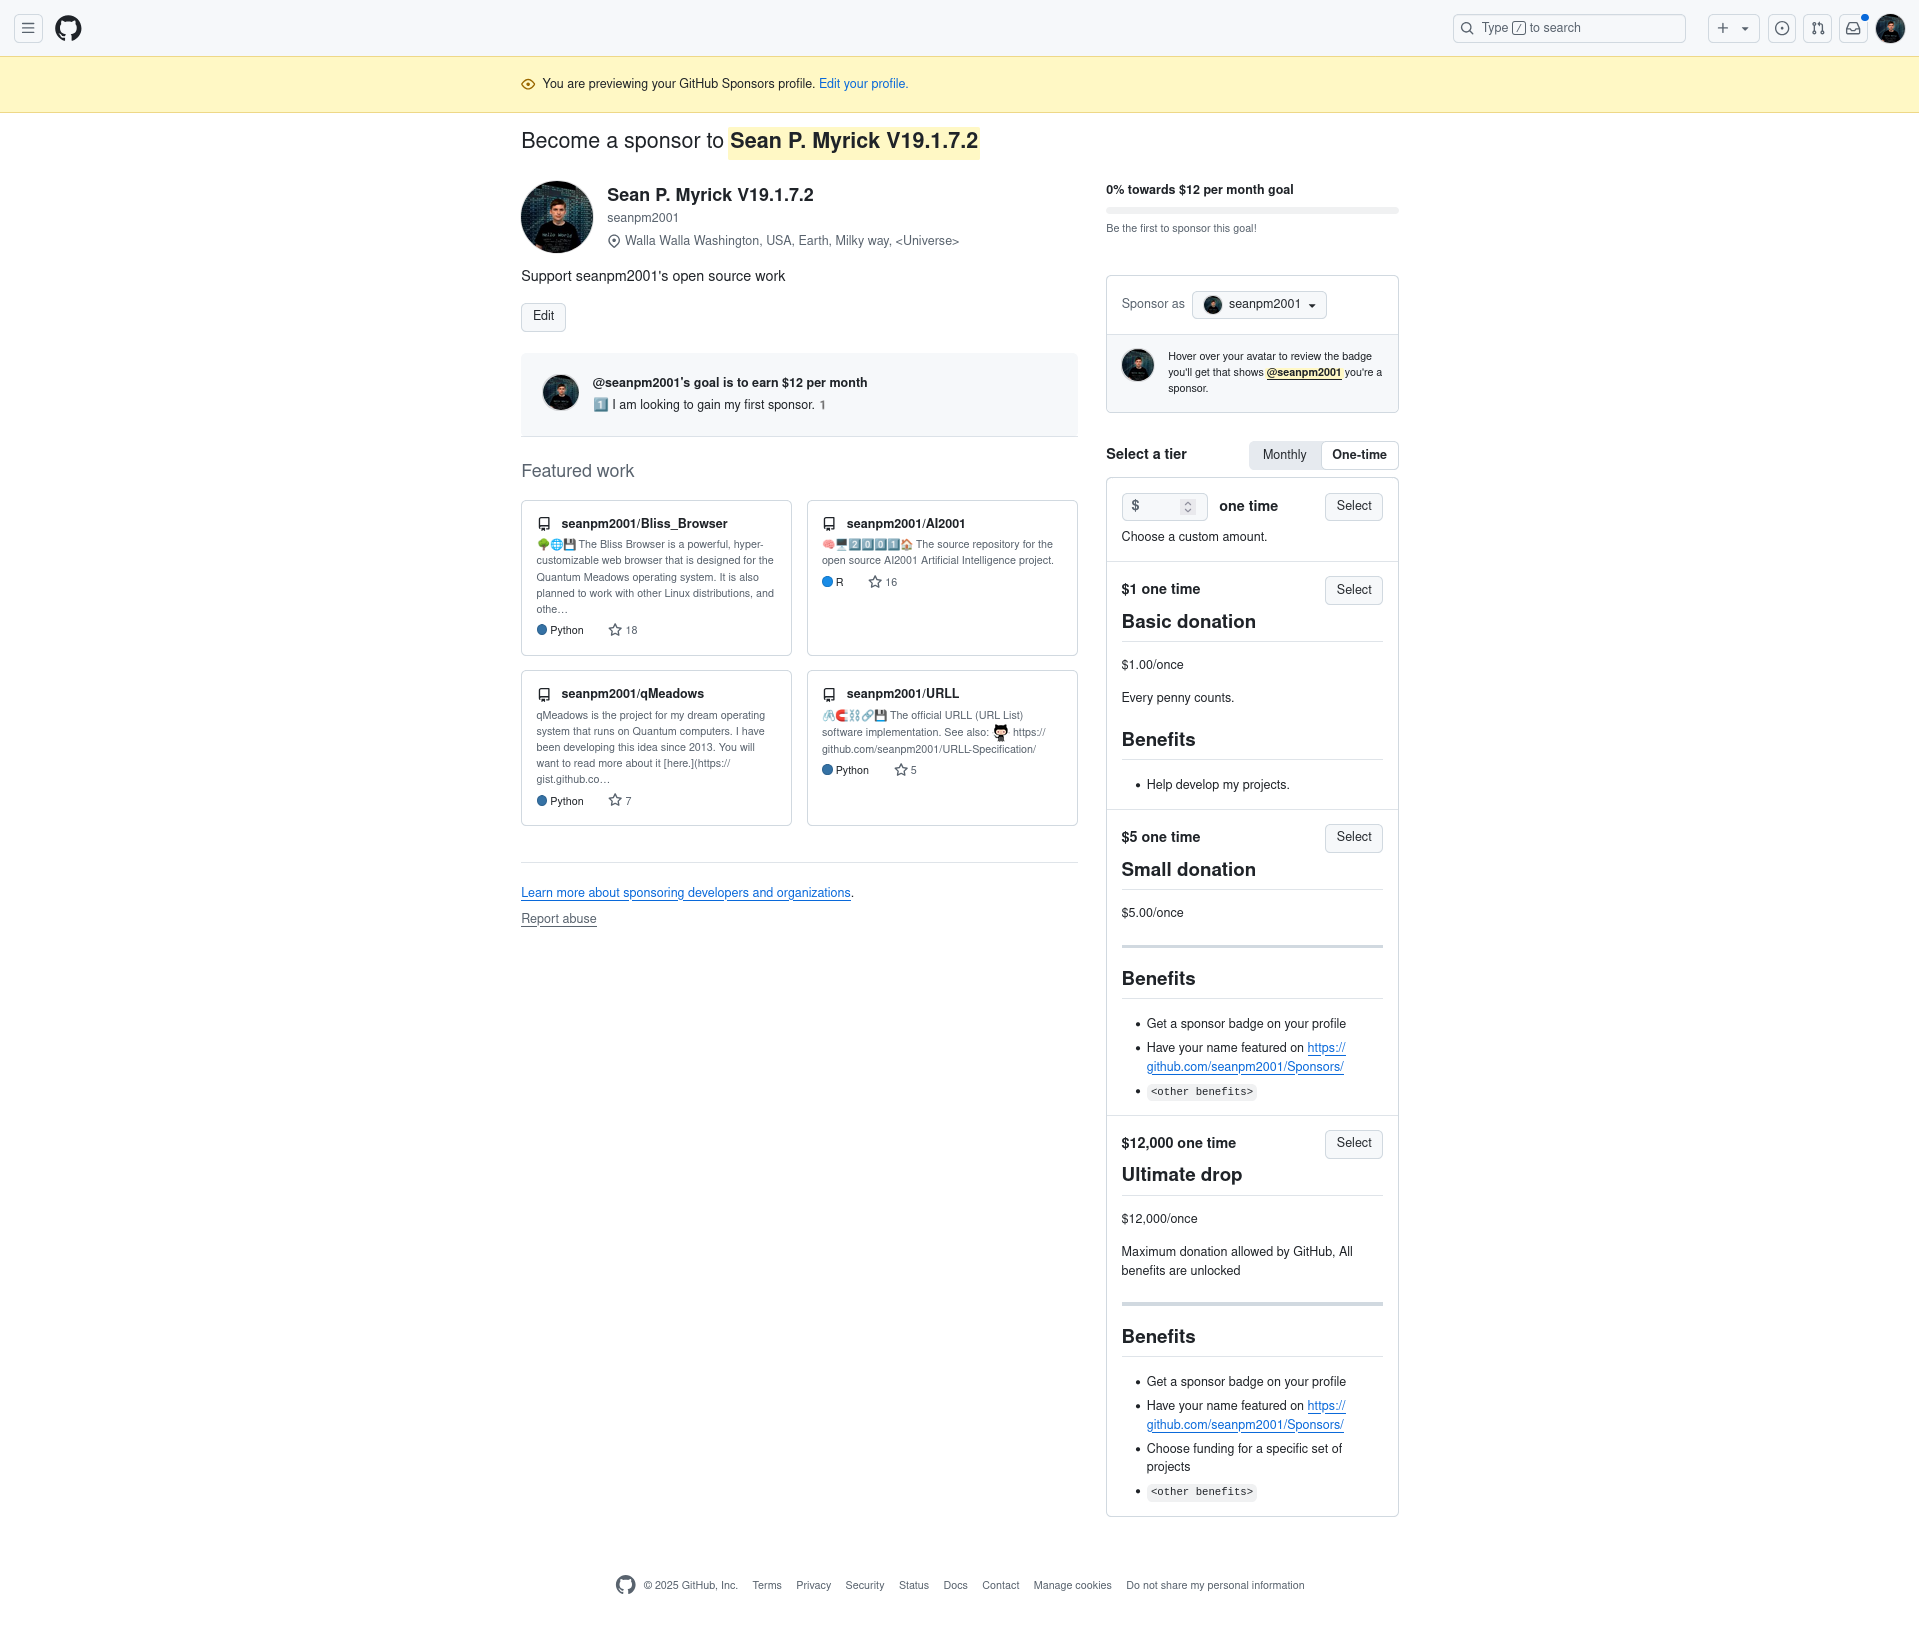 Type / to search
You are previewing your GitHub Sponsors profile. Edit your profile.
Become a sponsor to Sean P. Myrick V19.1.7.2
Sean P. Myrick V19.1.7.2
seanpm2001
Walla Walla Washington, USA, Earth, Milky way, <Universe>
Support seanpm2001's open source work
Edit
@seanpm2001's goal is to earn $12 per month
1️⃣ I am looking to gain my first sponsor. 1
Featured work
seanpm2001/Bliss_Browser
🌳🌐💾 The Bliss Browser is a powerful, hyper-
customizable web browser that is designed for the
Quantum Meadows operating system. It is also
planned to work with other Linux distributions, and
othe…
Python 18
seanpm2001/AI2001
🧠🖥️2️⃣0️⃣0️⃣1️⃣🏠 The source repository for the
open source AI2001 Artificial Intelligence project.
R 16
seanpm2001/qMeadows
qMeadows is the project for my dream operating
system that runs on Quantum computers. I have
been developing this idea since 2013. You will
want to read more about it [here.](https://
gist.github.co…
Python 7
seanpm2001/URLL
🖇️🧲⛓️🔗💾 The official URLL (URL List)
software implementation. See also: https://
github.com/seanpm2001/URLL-Specification/
Python 5
Learn more about sponsoring developers and organizations.
Report abuse
0% towards $12 per month goal
Be the first to sponsor this goal!
Sponsor as seanpm2001
Hover over your avatar to review the badge
you'll get that shows @seanpm2001 you're a
sponsor.
Select a tier Monthly One-time
$ one time Select
Choose a custom amount.
$1 one time Select
Basic donation
$1.00/once
Every penny counts.
Benefits
• Help develop my projects.
$5 one time Select
Small donation
$5.00/once
Benefits
• Get a sponsor badge on your profile
• Have your name featured on https://
github.com/seanpm2001/Sponsors/
• <other benefits>
$12,000 one time Select
Ultimate drop
$12,000/once
Maximum donation allowed by GitHub, All
benefits are unlocked
Benefits
• Get a sponsor badge on your profile
• Have your name featured on https://
github.com/seanpm2001/Sponsors/
• Choose funding for a specific set of
projects
• <other benefits>
© 2025 GitHub, Inc. Terms Privacy Security Status Docs Contact Manage cookies Do not share my personal information